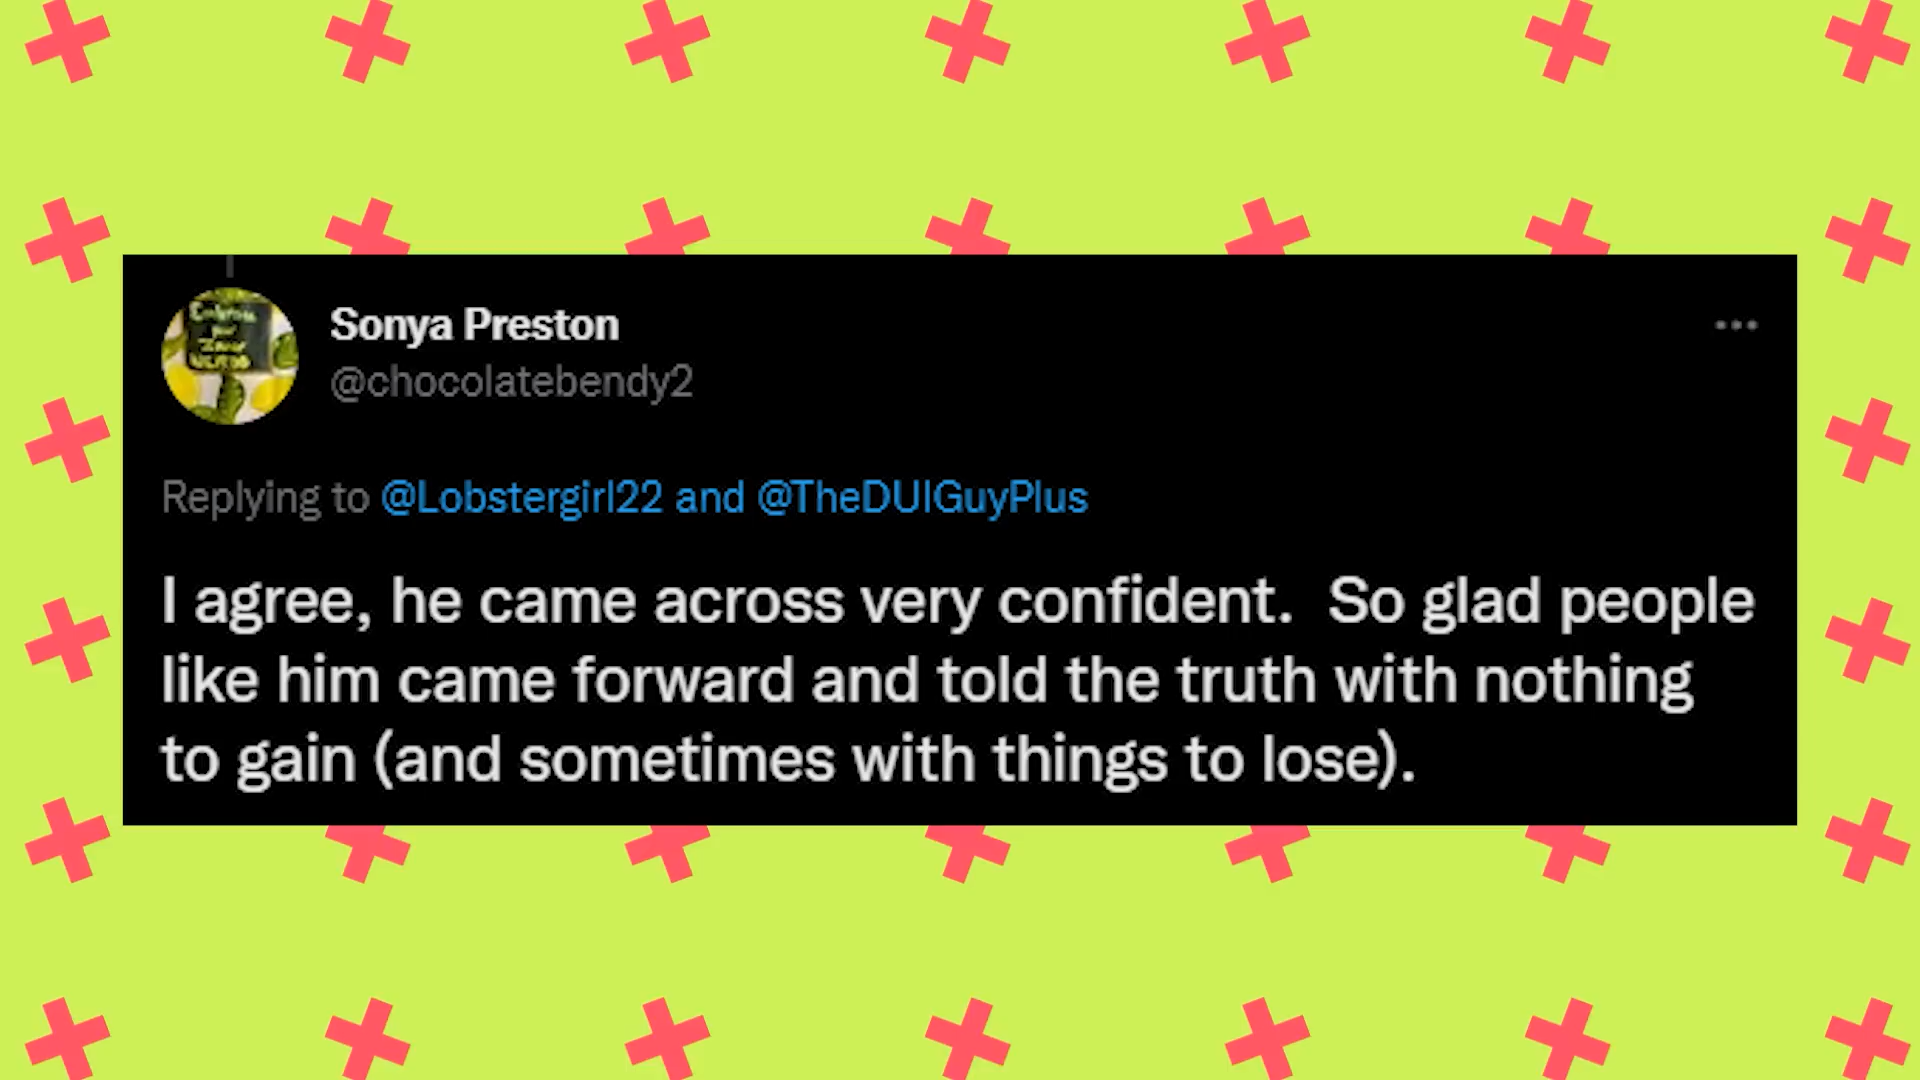 Sonya Preston
@chocolatebendy2
Replying to @Lobstergirl22 and @TheDUIGuyPlus
I agree, he came across very confident.  So glad people
like him came forward and told the truth with nothing
to gain (and sometimes with things to lose).